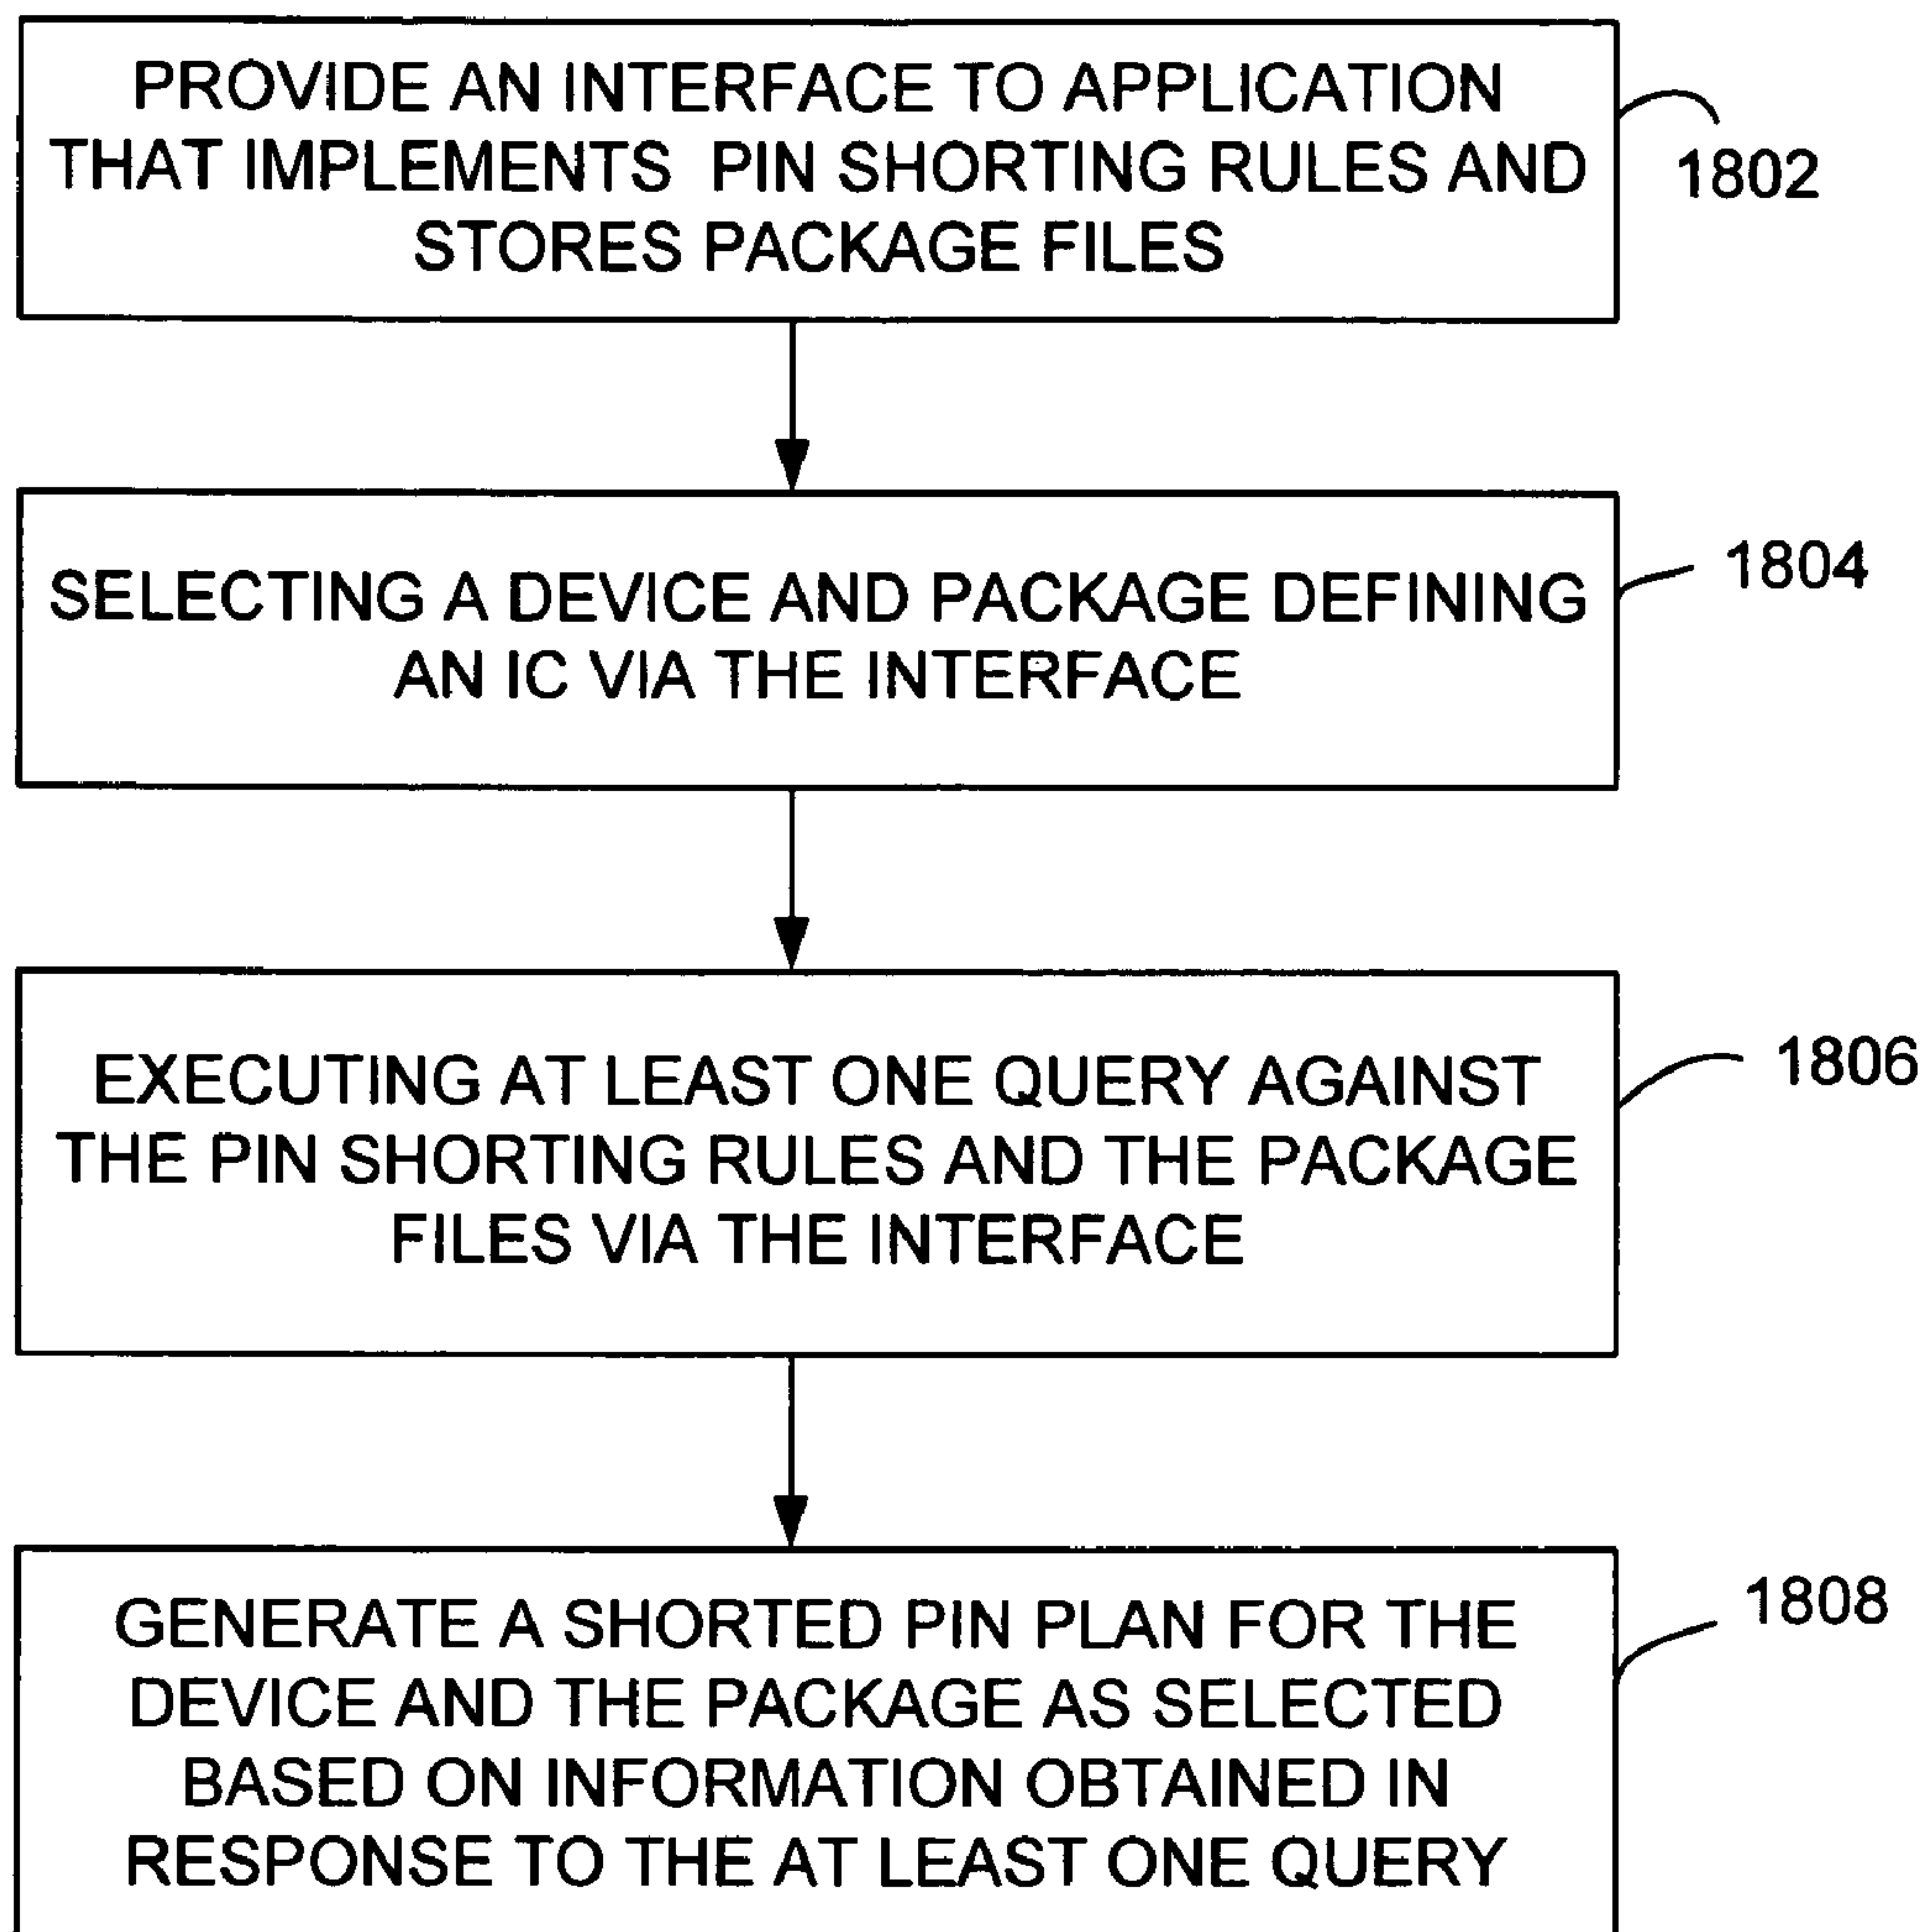 PROVIDE AN INTERFACE TO APPLICATION
THAT IMPLEMENTS PIN SHORTING RULES AND
STORES PACKAGE FILES
1802
SELECTING A DEVICE AND PACKAGE DEFINING
AN IC VIA THE INTERFACE
1804
EXECUTING AT LEAST ONE QUERY AGAINST
THE PIN SHORTING RULES AND THE PACKAGE
FILES VIA THE INTERFACE
1806
GENERATE A SHORTED PIN PLAN FOR THE
DEVICE AND THE PACKAGE AS SELECTED
BASED ON INFORMATION OBTAINED IN
RESPONSE TO THE AT LEAST ONE QUERY
1808